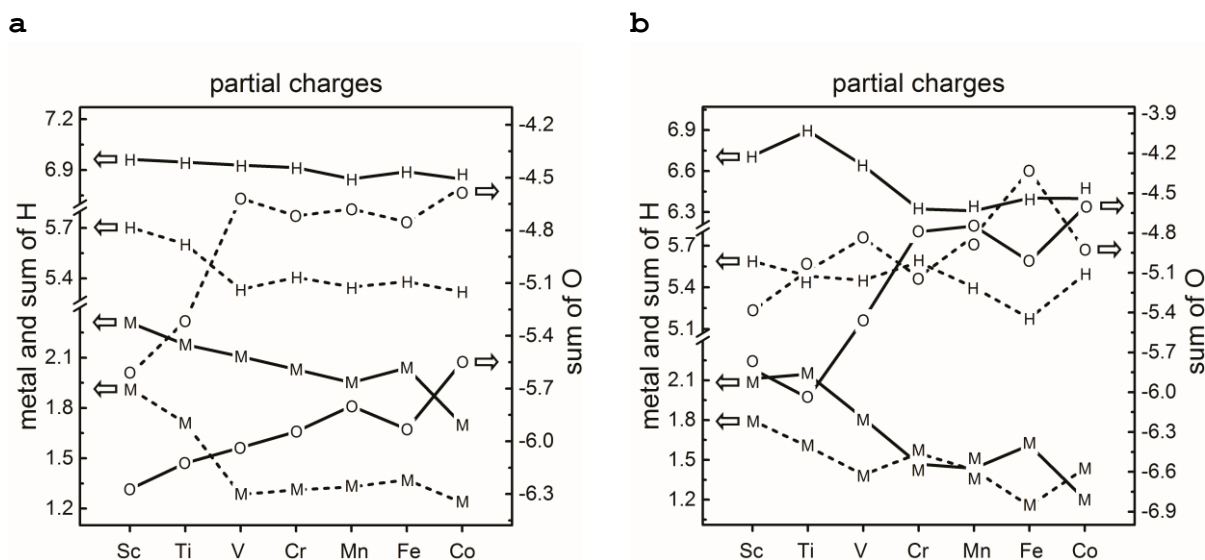 a
b
partial charges
metal and sum of H
7.2
6.9
5.7
5.4
2.1
1.8
1.5
1.2
H H H H H H H
H H H H H H H
M M M M M M M
M M M M M M M
O O O O O O O
O O O O O O O
-4.2
-4.5
-4.8
-5.1
-5.4
-5.7
-6.0
-6.3
sum of O
Sc Ti V Cr Mn Fe Co
partial charges
metal and sum of H
6.9
6.6
6.3
5.7
5.4
5.1
2.1
1.8
1.5
1.2
H H H H H H H
H H H H H H H
O O O O O O O
O O O O O O O
M M M M M M M
M M M M M M M
-3.9
-4.2
-4.5
-4.8
-5.1
-5.4
-5.7
-6.0
-6.3
-6.6
-6.9
sum of O
Sc Ti V Cr Mn Fe Co